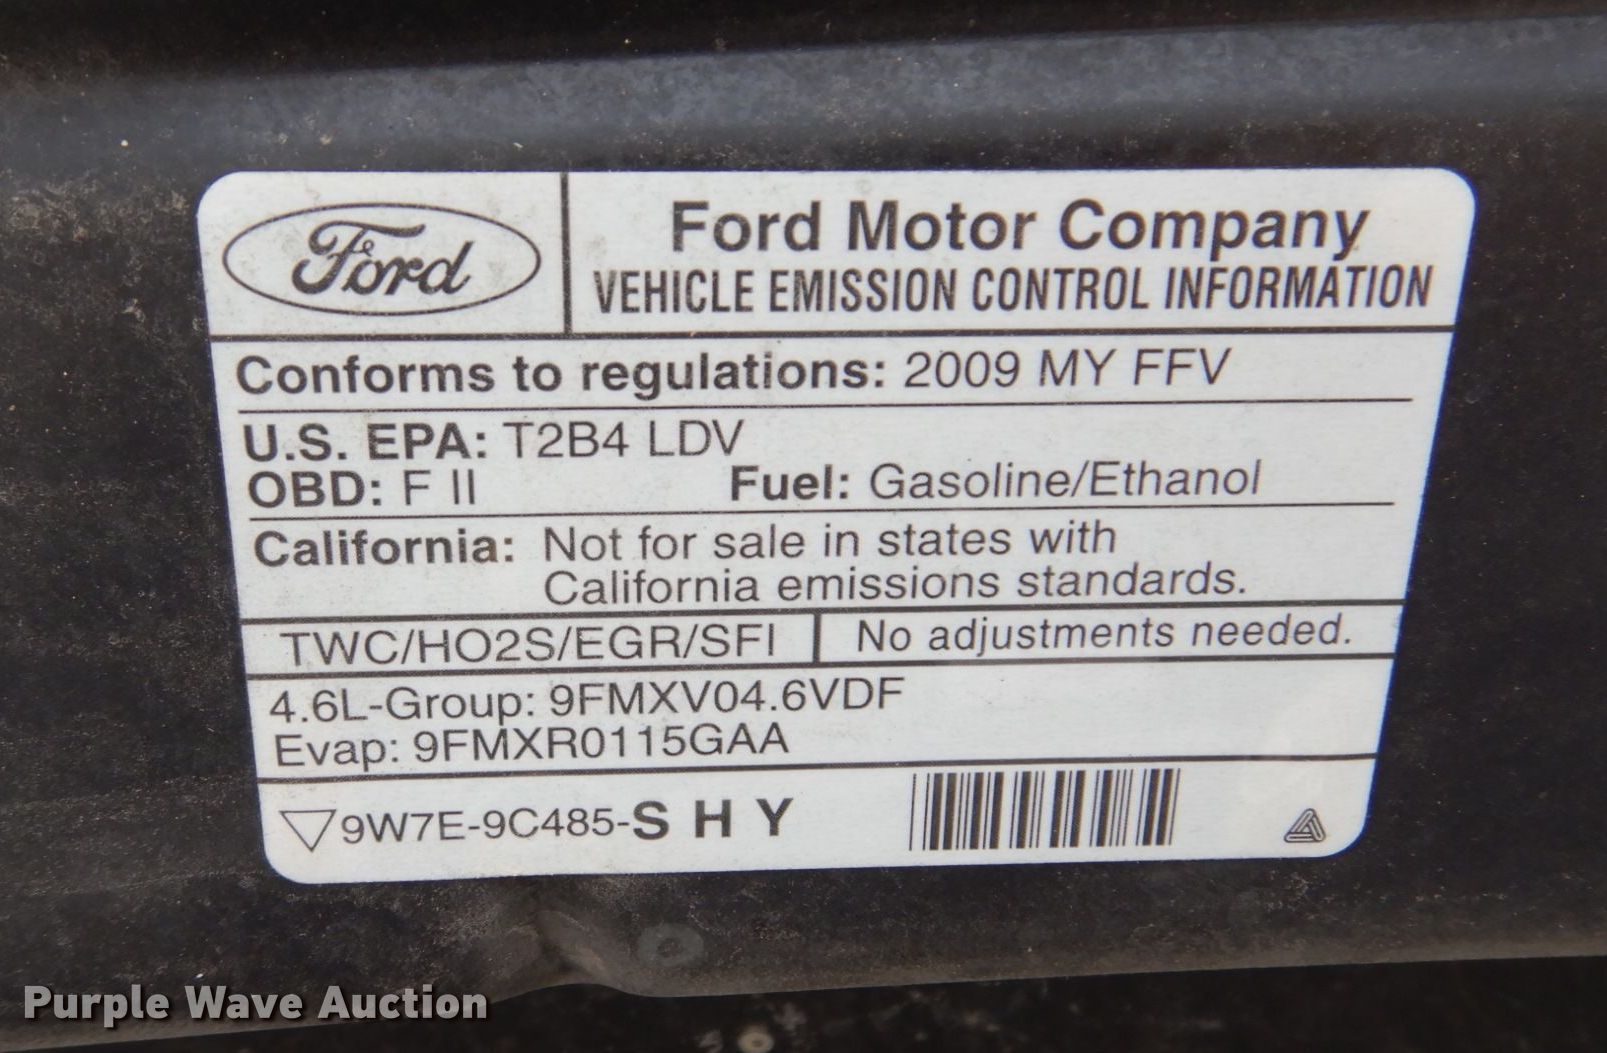 Ford
Ford Motor Company
VEHICLE EMISSION CONTROL INFORMATION
Conforms to regulations: 2009 MY FFV
U.S. EPA: T2B4 LDV
OBD: F II Fuel: Gasoline/Ethanol
California: Not for sale in states with
California emissions standards.
TWC/HO2S/EGR/SFI No adjustments needed.
4.6L-Group: 9FMXV04.6VDF
Evap: 9FMXR0115GAA
9W7E-9C485-S H Y
Purple Wave Auction